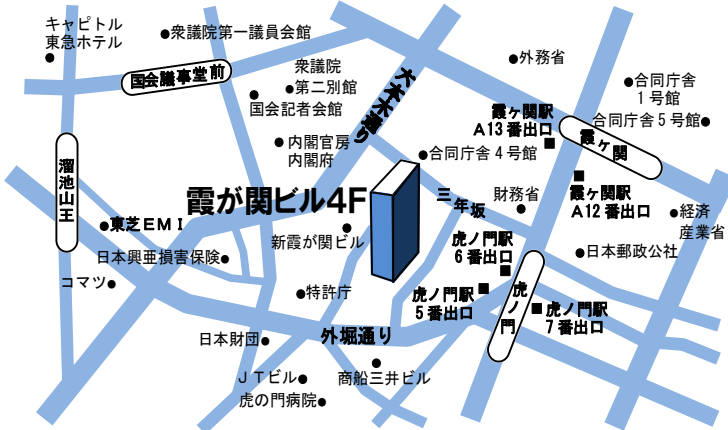 キャピトル
東急ホテル
●衆議院第一議員会館
国会議事堂前
衆議院
●第二別館
国会記者会館
●内閣官房
内閣府
六本木通り
●外務省
●合同庁舎
1号館
合同庁舎5号館●
霞ヶ関駅
A13番出口
霞ヶ関
●合同庁舎4号館
霞ヶ関駅
A12番出口
溜池山王
霞が関ビル4F
三年坂
財務省
●経済
産業省
●東芝EMI
新霞が関ビル
虎ノ門駅
6番出口
●日本郵政公社
日本興亜損害保険●
コマツ●
●特許庁
虎ノ門駅
5番出口
虎ノ門
虎ノ門駅
7番出口
外堀通り
日本財団●
JTビル●
商船三井ビル
虎の門病院●